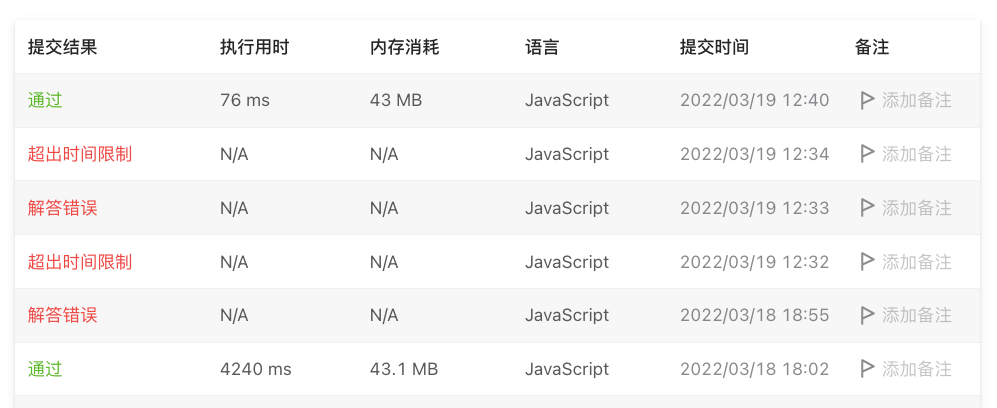 提交结果 执行用时 内存消耗 语言 提交时间 备注
通过 76 ms 43 MB JavaScript 2022/03/19 12:40 添加备注
超出时间限制 N/A N/A JavaScript 2022/03/19 12:34 添加备注
解答错误 N/A N/A JavaScript 2022/03/19 12:33 添加备注
超出时间限制 N/A N/A JavaScript 2022/03/19 12:32 添加备注
解答错误 N/A N/A JavaScript 2022/03/18 18:55 添加备注
通过 4240 ms 43.1 MB JavaScript 2022/03/18 18:02 添加备注